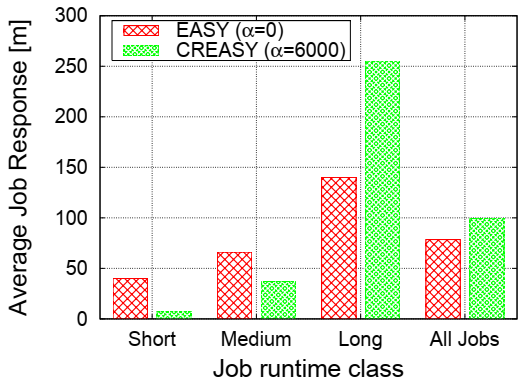 EASY (α=0)
CREASY (α=6000)
Average Job Response [m]
300
250
200
150
100
50
0
Short Medium Long All Jobs
Job runtime class